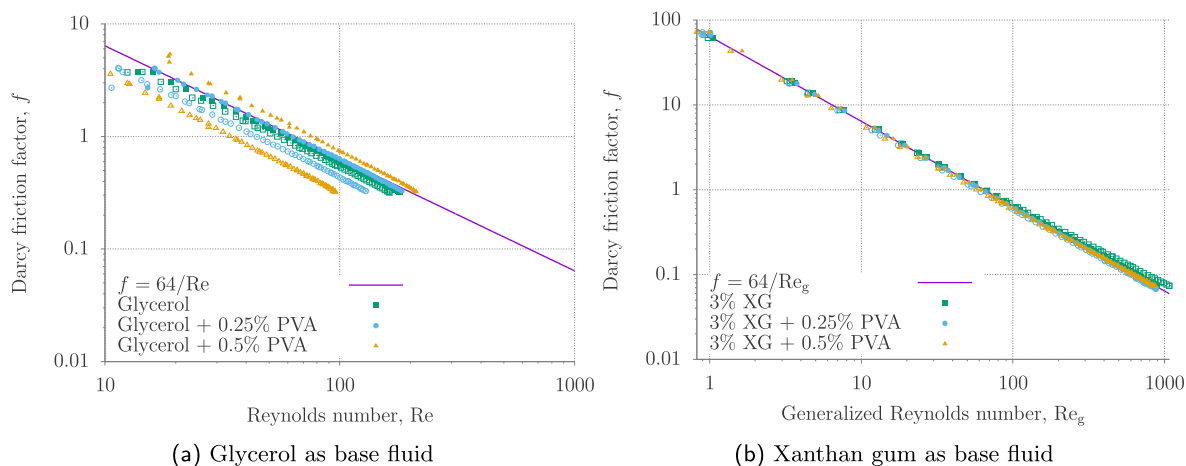 10
1
0.1
0.01
Darcy friction factor, f
f = 64/Re
Glycerol
Glycerol + 0.25% PVA
Glycerol + 0.5% PVA
10 100 1000
Reynolds number, Re
(a) Glycerol as base fluid
100
10
1
0.1
0.01
Darcy friction factor, f
f = 64/Reg
3% XG
3% XG + 0.25% PVA
3% XG + 0.5% PVA
1 10 100 1000
Generalized Reynolds number, Reg
(b) Xanthan gum as base fluid